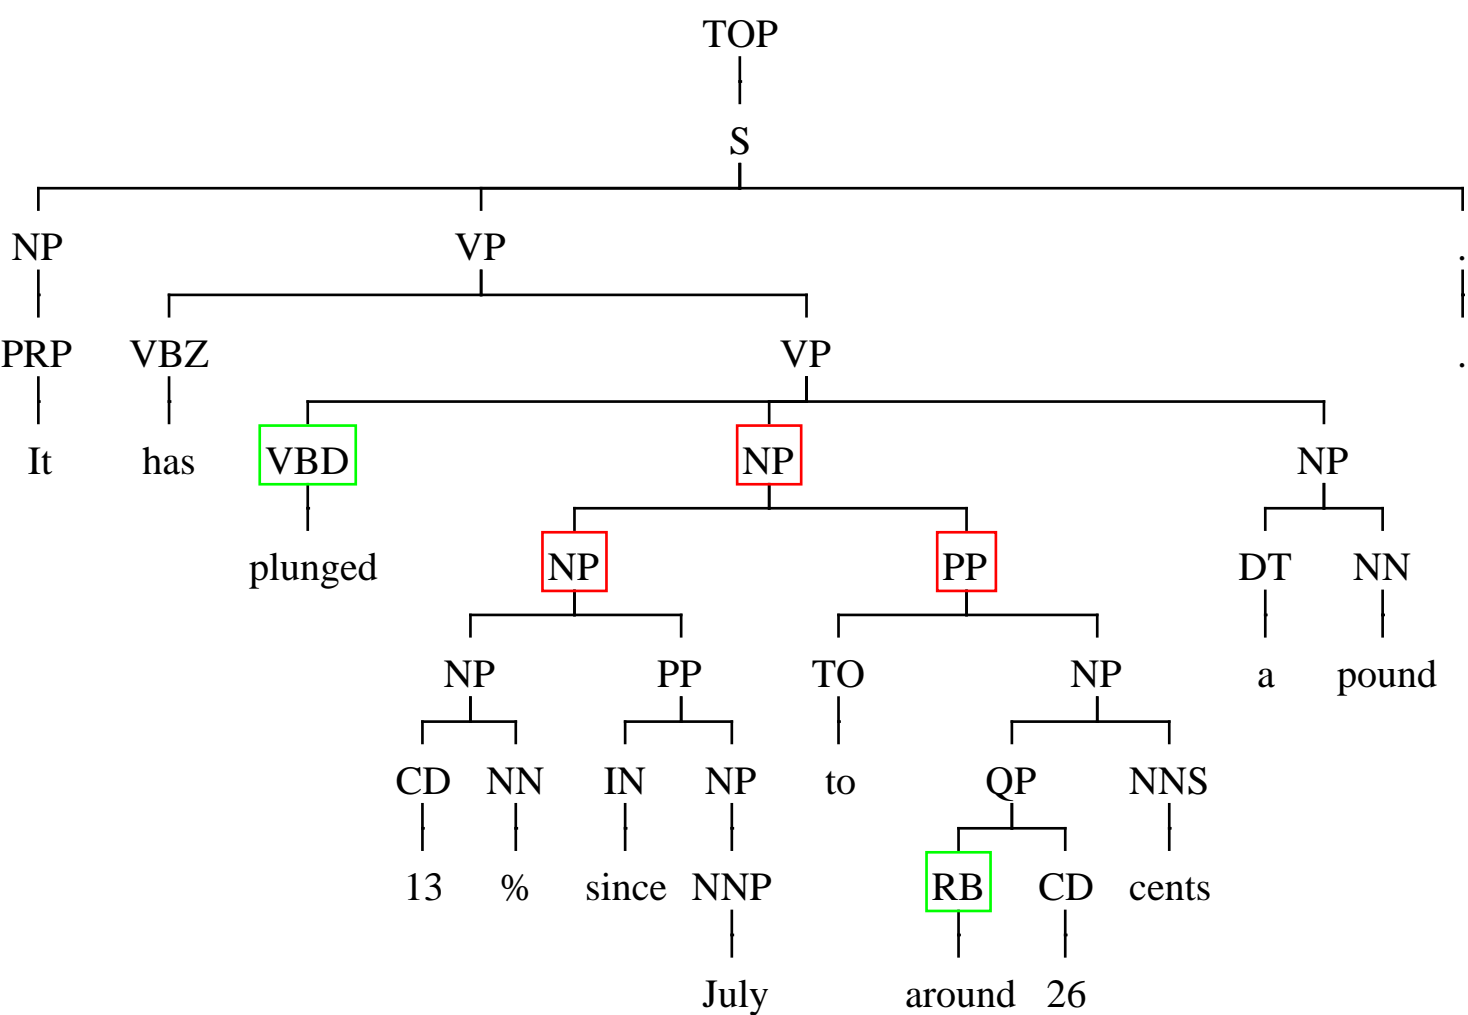 TOP
S
NP VP .
PRP VBZ VP .
It has VBD NP NP
plunged NP PP DT NN
NP PP TO NP a pound
CD NN IN NP to QP NNS
13 % since NNP RB CD cents
July around 26